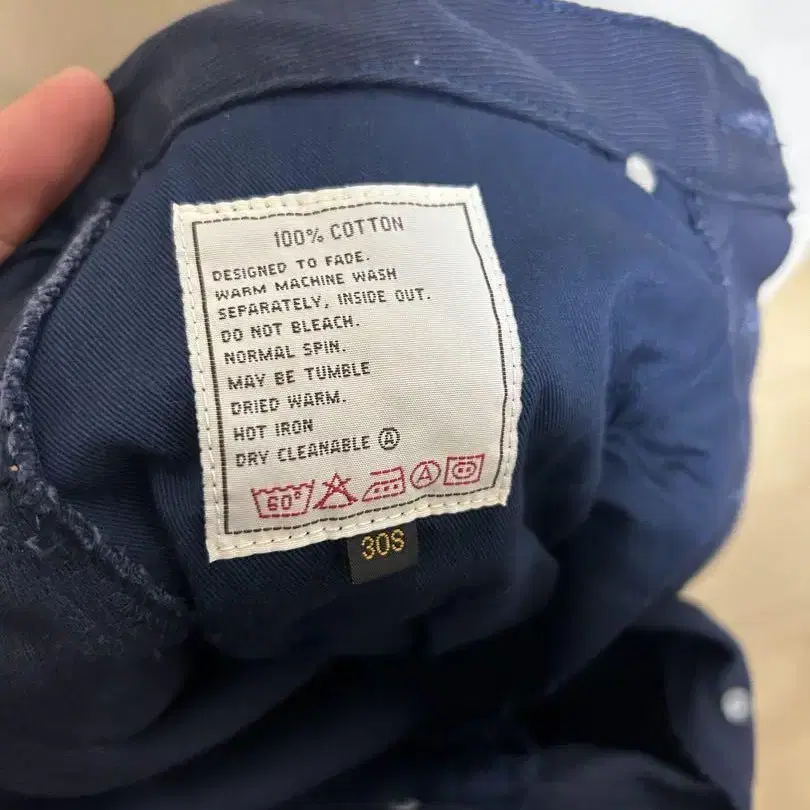 100% COTTON
DESIGNED TO FADE.
WARM MACHINE WASH
SEPARATELY, INSIDE OUT.
DO NOT BLEACH.
NORMAL SPIN.
MAY BE TUMBLE
DRIED WARM.
HOT IRON
DRY CLEANABLE Ⓐ
60° Ⓐ
30S